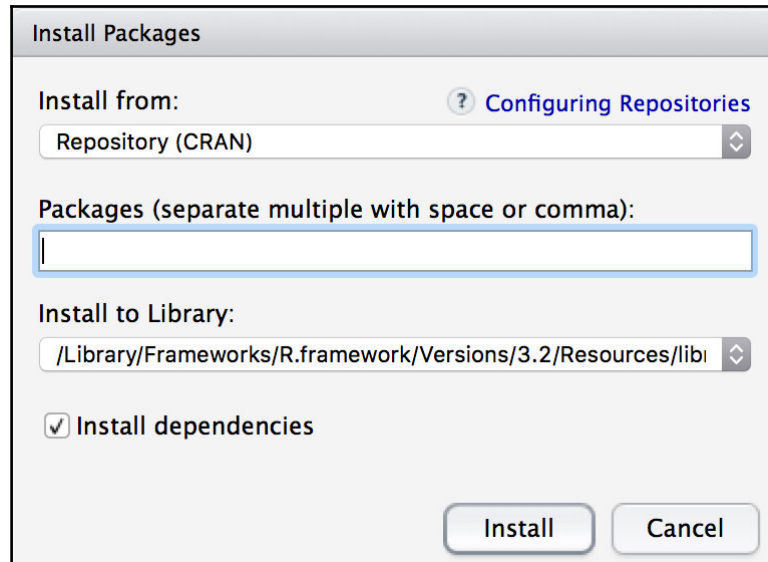 Install Packages
Install from:
? Configuring Repositories
Repository (CRAN)
Packages (separate multiple with space or comma):
Install to Library:
/Library/Frameworks/R.framework/Versions/3.2/Resources/libr
Install dependencies
Install
Cancel